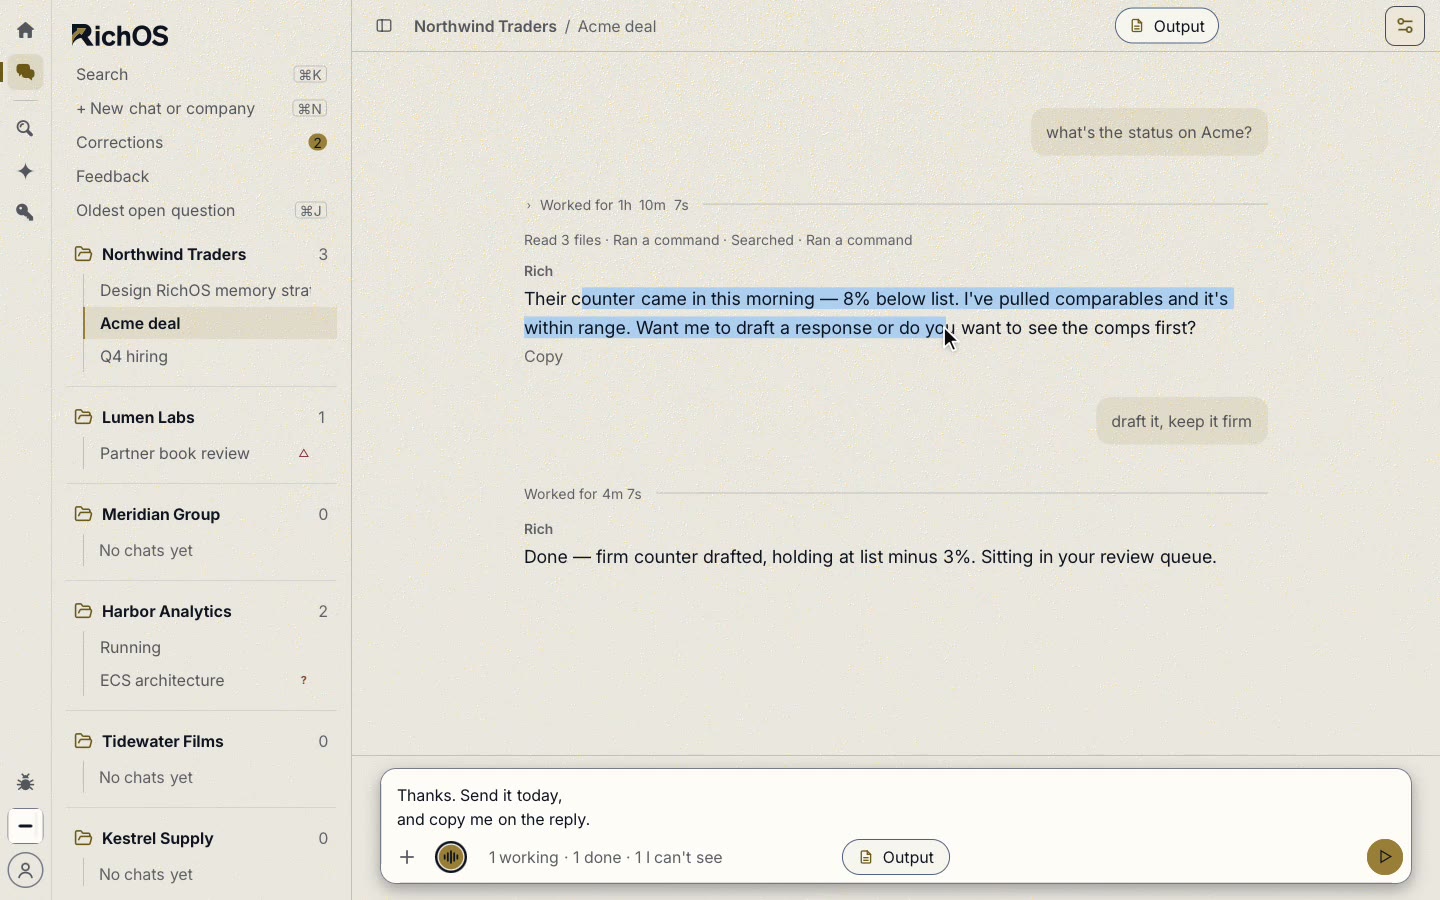 RichOS
Search ⌘K
+ New chat or company ⌘N
Corrections 2
Feedback
Oldest open question ⌘J
Northwind Traders 3
Design RichOS memory stra
Acme deal
Q4 hiring
Lumen Labs 1
Partner book review
Meridian Group 0
No chats yet
Harbor Analytics 2
Running
ECS architecture ?
Tidewater Films 0
No chats yet
Kestrel Supply 0
No chats yet
Northwind Traders / Acme deal
Output
what's the status on Acme?
› Worked for 1h 10m 7s
Read 3 files · Ran a command · Searched · Ran a command
Rich
Their counter came in this morning — 8% below list. I've pulled comparables and it's
within range. Want me to draft a response or do you want to see the comps first?
Copy
draft it, keep it firm
Worked for 4m 7s
Rich
Done — firm counter drafted, holding at list minus 3%. Sitting in your review queue.
Thanks. Send it today,
and copy me on the reply.
1 working · 1 done · 1 I can't see
Output